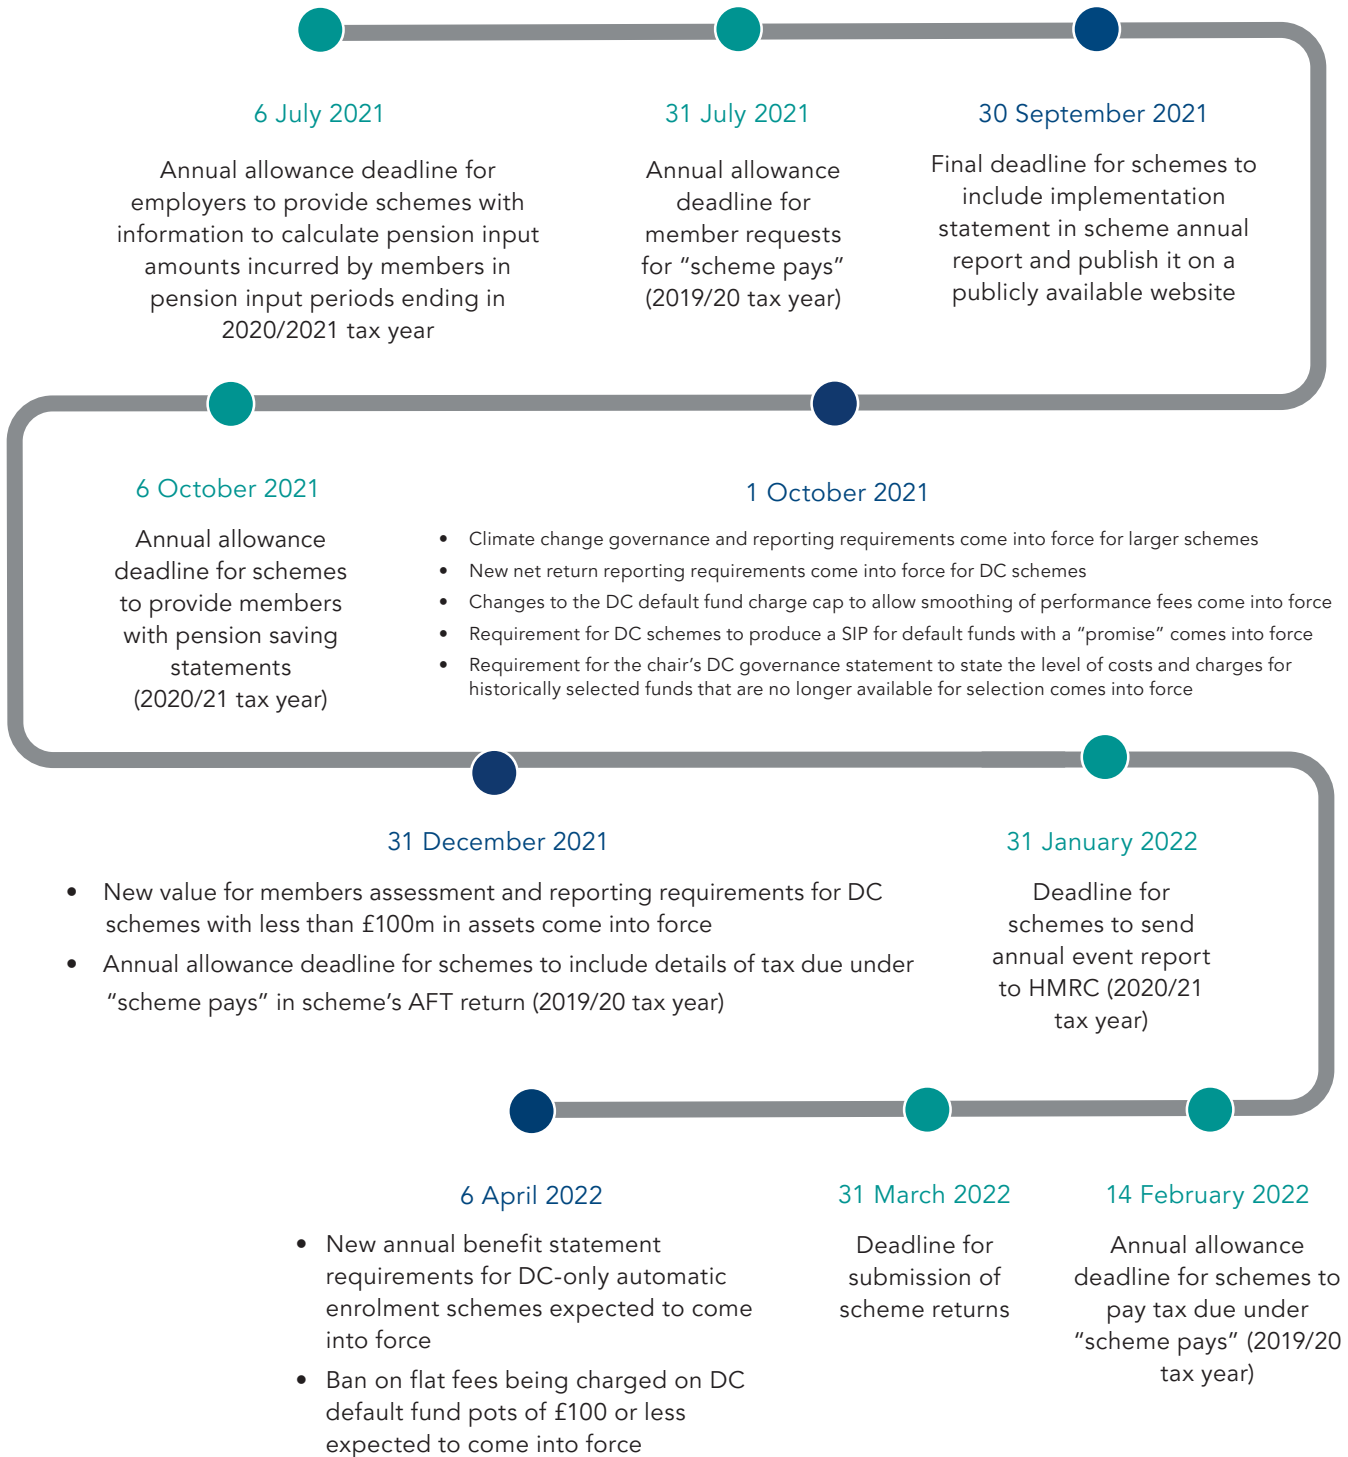 6 July 2021
Annual allowance deadline for
employers to provide schemes with
information to calculate pension input
amounts incurred by members in
pension input periods ending in
2020/2021 tax year
31 July 2021
Annual allowance
deadline for
member requests
for “scheme pays”
(2019/20 tax year)
30 September 2021
Final deadline for schemes to
include implementation
statement in scheme annual
report and publish it on a
publicly available website
6 October 2021
Annual allowance
deadline for schemes
to provide members
with pension saving
statements
(2020/21 tax year)
1 October 2021
• Climate change governance and reporting requirements come into force for larger schemes
• New net return reporting requirements come into force for DC schemes
• Changes to the DC default fund charge cap to allow smoothing of performance fees come into force
• Requirement for DC schemes to produce a SIP for default funds with a “promise” comes into force
• Requirement for the chair’s DC governance statement to state the level of costs and charges for
historically selected funds that are no longer available for selection comes into force
31 December 2021
• New value for members assessment and reporting requirements for DC
schemes with less than £100m in assets come into force
• Annual allowance deadline for schemes to include details of tax due under
“scheme pays” in scheme’s AFT return (2019/20 tax year)
31 January 2022
Deadline for
schemes to send
annual event report
to HMRC (2020/21
tax year)
6 April 2022
• New annual benefit statement
requirements for DC-only automatic
enrolment schemes expected to come
into force
• Ban on flat fees being charged on DC
default fund pots of £100 or less
expected to come into force
31 March 2022
Deadline for
submission of
scheme returns
14 February 2022
Annual allowance
deadline for schemes to
pay tax due under
“scheme pays” (2019/20
tax year)